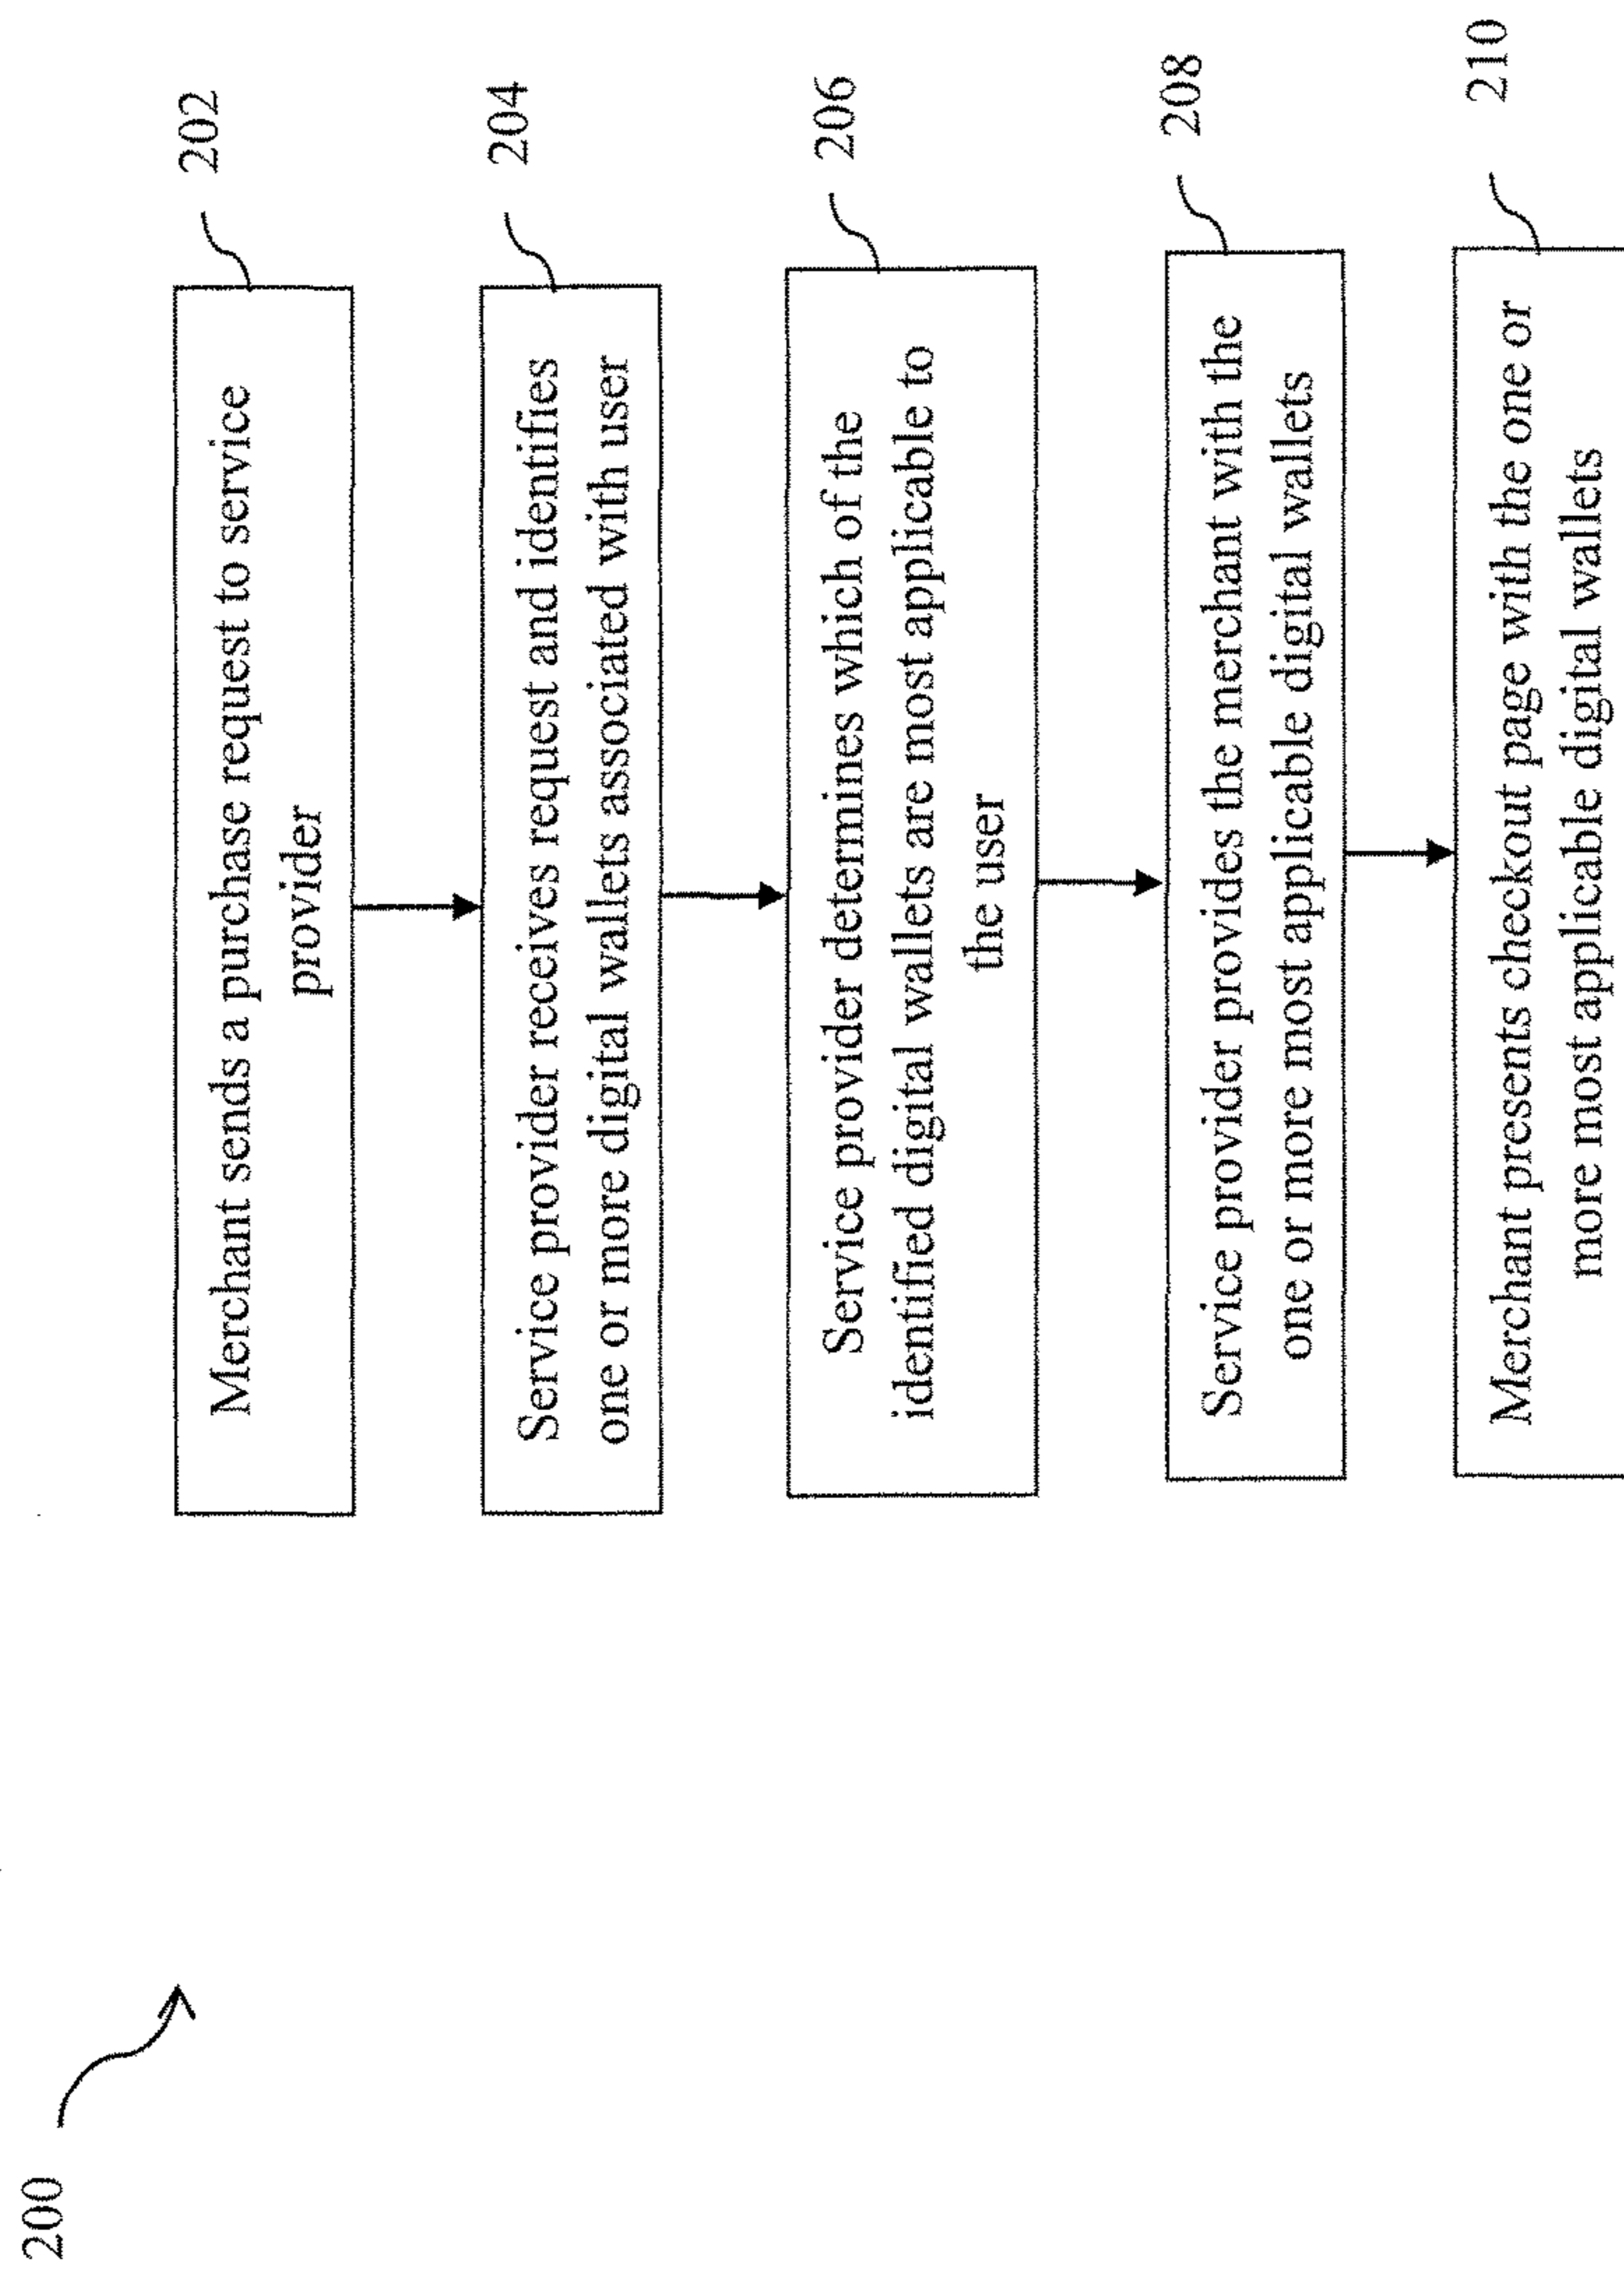 200
202
Merchant sends a purchase request to service
provider
204
Service provider receives request and identifies
one or more digital wallets associated with user
206
Service provider determines which of the
identified digital wallets are most applicable to
the user
208
Service provider provides the merchant with the
one or more most applicable digital wallets
210
Merchant presents checkout page with the one or
more most applicable digital wallets